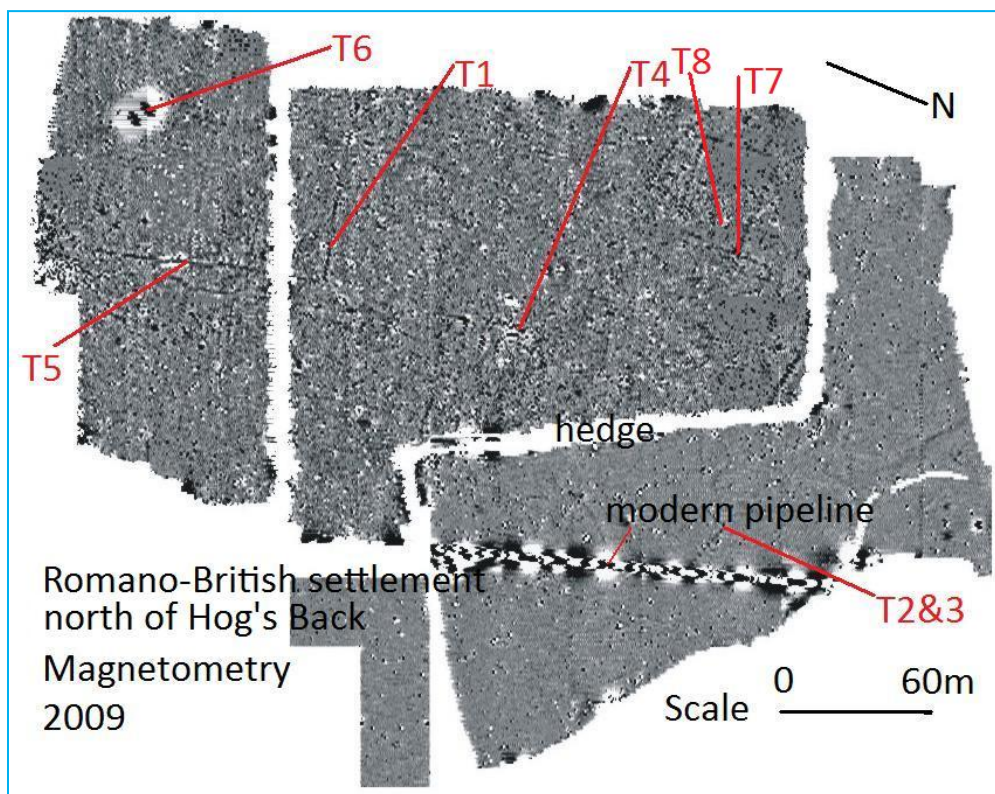 T6
T1
T4
T8
T7
N
T5
hedge
modern pipeline
T2&3
Romano-British settlement
north of Hog's Back
Magnetometry
2009
Scale
0
60m